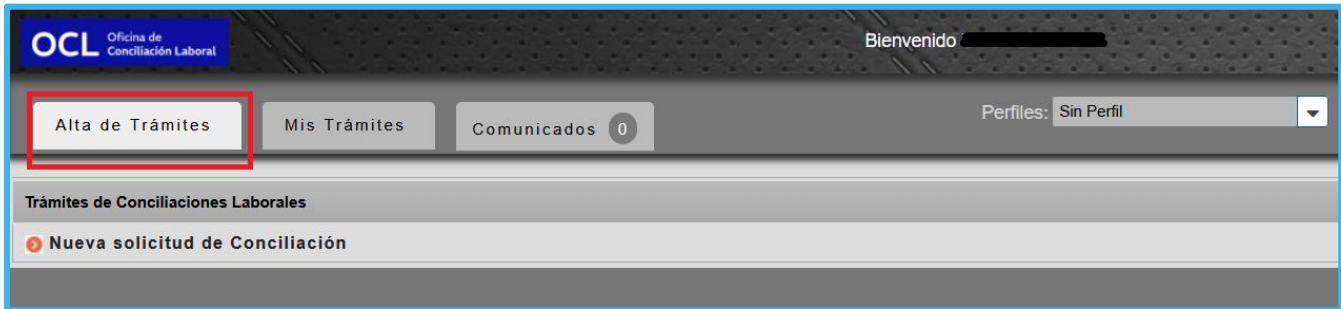 OCL Oficina de
Conciliación Laboral
Bienvenido
Alta de Trámites
Mis Trámites
Comunicados 0
Perfiles: Sin Perfil
Trámites de Conciliaciones Laborales
Nueva solicitud de Conciliación